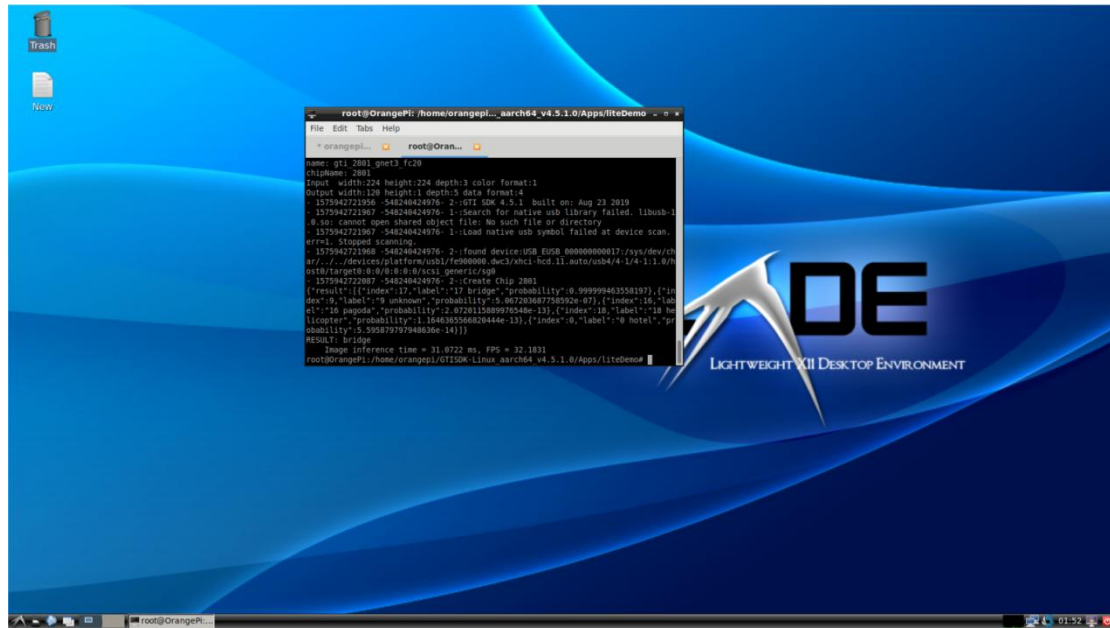 Trash
New
root@OrangePi: /home/orangepi..._aarch64_v4.5.1.0/Apps/liteDemo
File Edit Tabs Help
* orangepi...
root@Oran...
name: gti_2801_gnet3_fc20
chipName: 2801
Input  width:224 height:224 depth:3 color format:1
Output width:120 height:1 depth:5 data format:4
- 1575942721956 -548240424976- 2-:GTI SDK 4.5.1  built on: Aug 23 2019
- 1575942721967 -548240424976- 1-:Search for native usb library failed. libusb-1
.0.so: cannot open shared object file: No such file or directory
- 1575942721967 -548240424976- 1-:Load native usb symbol failed at device scan.
err=1. Stopped scanning.
- 1575942721968 -548240424976- 2-:found device:USB_EUSB_000000000017:/sys/dev/ch
ar/../../devices/platform/usb1/fe900000.dwc3/xhci-hcd.11.auto/usb4/4-1/4-1:1.0/h
ost0/target0:0:0/0:0:0:0/scsi_generic/sg0
- 1575942722087 -548240424976- 2-:Create Chip 2801
{"result":[{"index":17,"label":"17 bridge","probability":0.999999463558197},{"in
dex":9,"label":"9 unknown","probability":5.067203687758592e-07},{"index":16,"lab
el":"16 pagoda","probability":2.0720115889976548e-13},{"index":18,"label":"18 he
licopter","probability":1.1646365566820444e-13},{"index":0,"label":"0 hotel","pr
obability":5.595879797948636e-14}]}
RESULT: bridge
Image inference time = 31.0722 ms, FPS = 32.1831
root@OrangePi:/home/orangepi/GTISDK-Linux_aarch64_v4.5.1.0/Apps/liteDemo#
DE
LIGHTWEIGHT X11 DESKTOP ENVIRONMENT
root@OrangePi:...
01:52